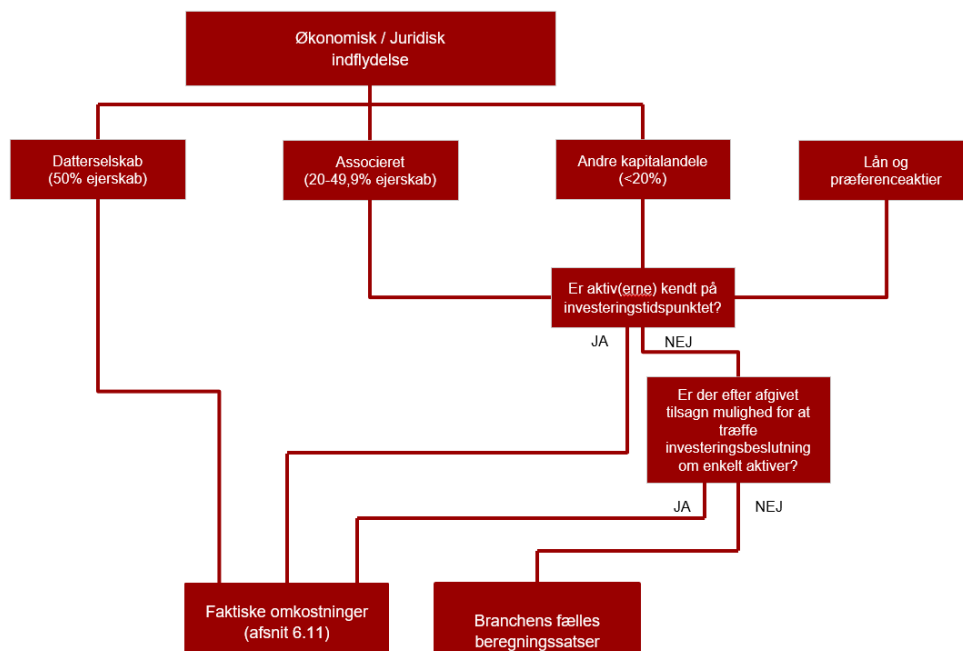 Økonomisk / Juridisk
indflydelse
Datterselskab
(50% ejerskab)
Associeret
(20-49,9% ejerskab)
Andre kapitalandele
(<20%)
Lån og
præferenceaktier
Er aktiv(erne) kendt på
investeringstidspunktet?
JA
NEJ
Er der efter afgivet
tilsagn mulighed for at
træffe
investeringsbeslutning
om enkelt aktiver?
JA
NEJ
Faktiske omkostninger
(afsnit 6.11)
Branchens fælles
beregningssatser